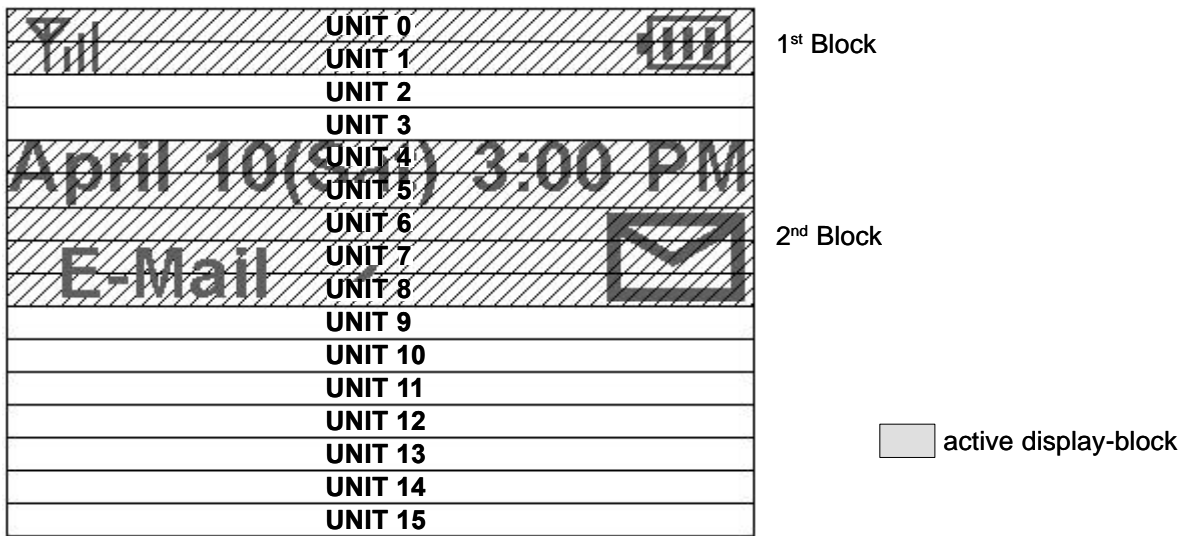 UNIT 0
1st Block
UNIT 1
UNIT 2
UNIT 3
April 10(Sat) 3:00 PM
UNIT 4
UNIT 5
UNIT 6
2nd Block
E-Mail
UNIT 7
UNIT 8
UNIT 9
UNIT 10
UNIT 11
UNIT 12
UNIT 13
active display-block
UNIT 14
UNIT 15